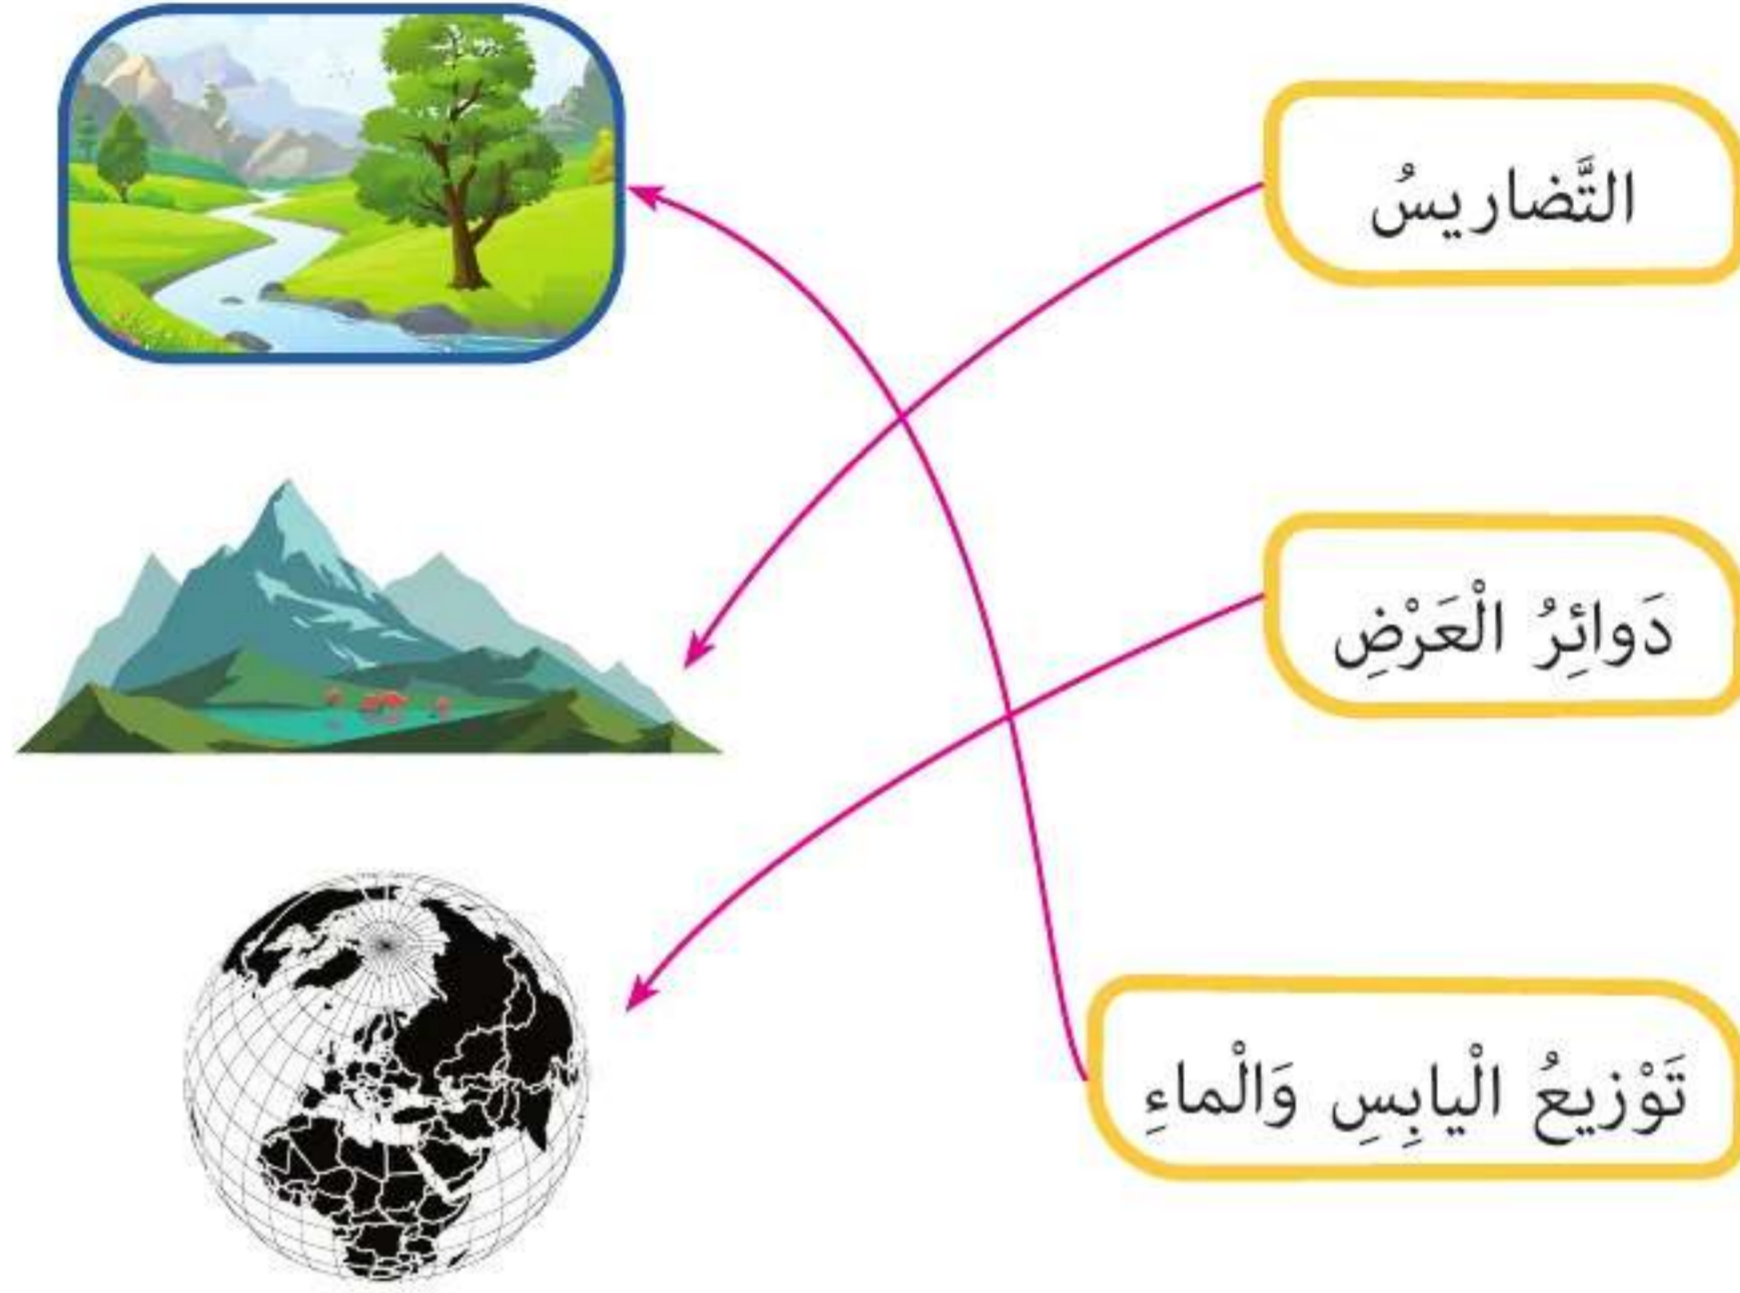 التَّضاريسُ
دَوائِرُ الْعَرْضِ
تَوْزيعُ الْيابِسِ وَالْماءِ